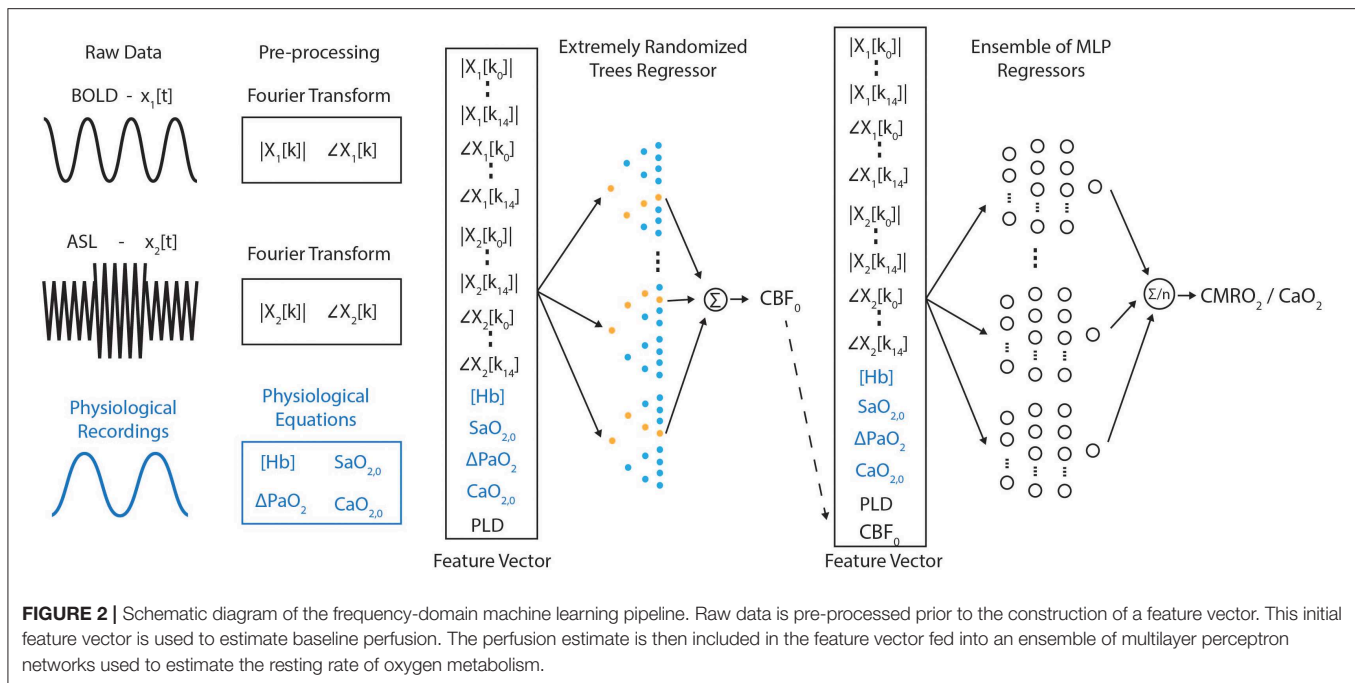 Raw Data
BOLD - x₁[t]
ASL - x₂[t]
Physiological
Recordings
Pre-processing
Fourier Transform
|X₁[k]| ∠X₁[k]
Fourier Transform
|X₂[k]| ∠X₂[k]
Physiological
Equations
[Hb] SaO₂,₀
ΔPaO₂ CaO₂,₀
|X₁[k₀]|
|X₁[k₁₄]|
∠X₁[k₀]
∠X₁[k₁₄]
|X₂[k₀]|
|X₂[k₁₄]|
∠X₂[k₀]
∠X₂[k₁₄]
[Hb]
SaO₂,₀
ΔPaO₂
CaO₂,₀
PLD
Feature Vector
Extremely Randomized
Trees Regressor
Σ
CBF₀
|X₁[k₀]|
|X₁[k₁₄]|
∠X₁[k₀]
∠X₁[k₁₄]
|X₂[k₀]|
|X₂[k₁₄]|
∠X₂[k₀]
∠X₂[k₁₄]
[Hb]
SaO₂,₀
ΔPaO₂
CaO₂,₀
PLD
CBF₀
Feature Vector
Ensemble of MLP
Regressors
Σ/n
CMRO₂ / CaO₂
FIGURE 2 | Schematic diagram of the frequency-domain machine learning pipeline. Raw data is pre-processed prior to the construction of a feature vector. This initial
feature vector is used to estimate baseline perfusion. The perfusion estimate is then included in the feature vector fed into an ensemble of multilayer perceptron
networks used to estimate the resting rate of oxygen metabolism.